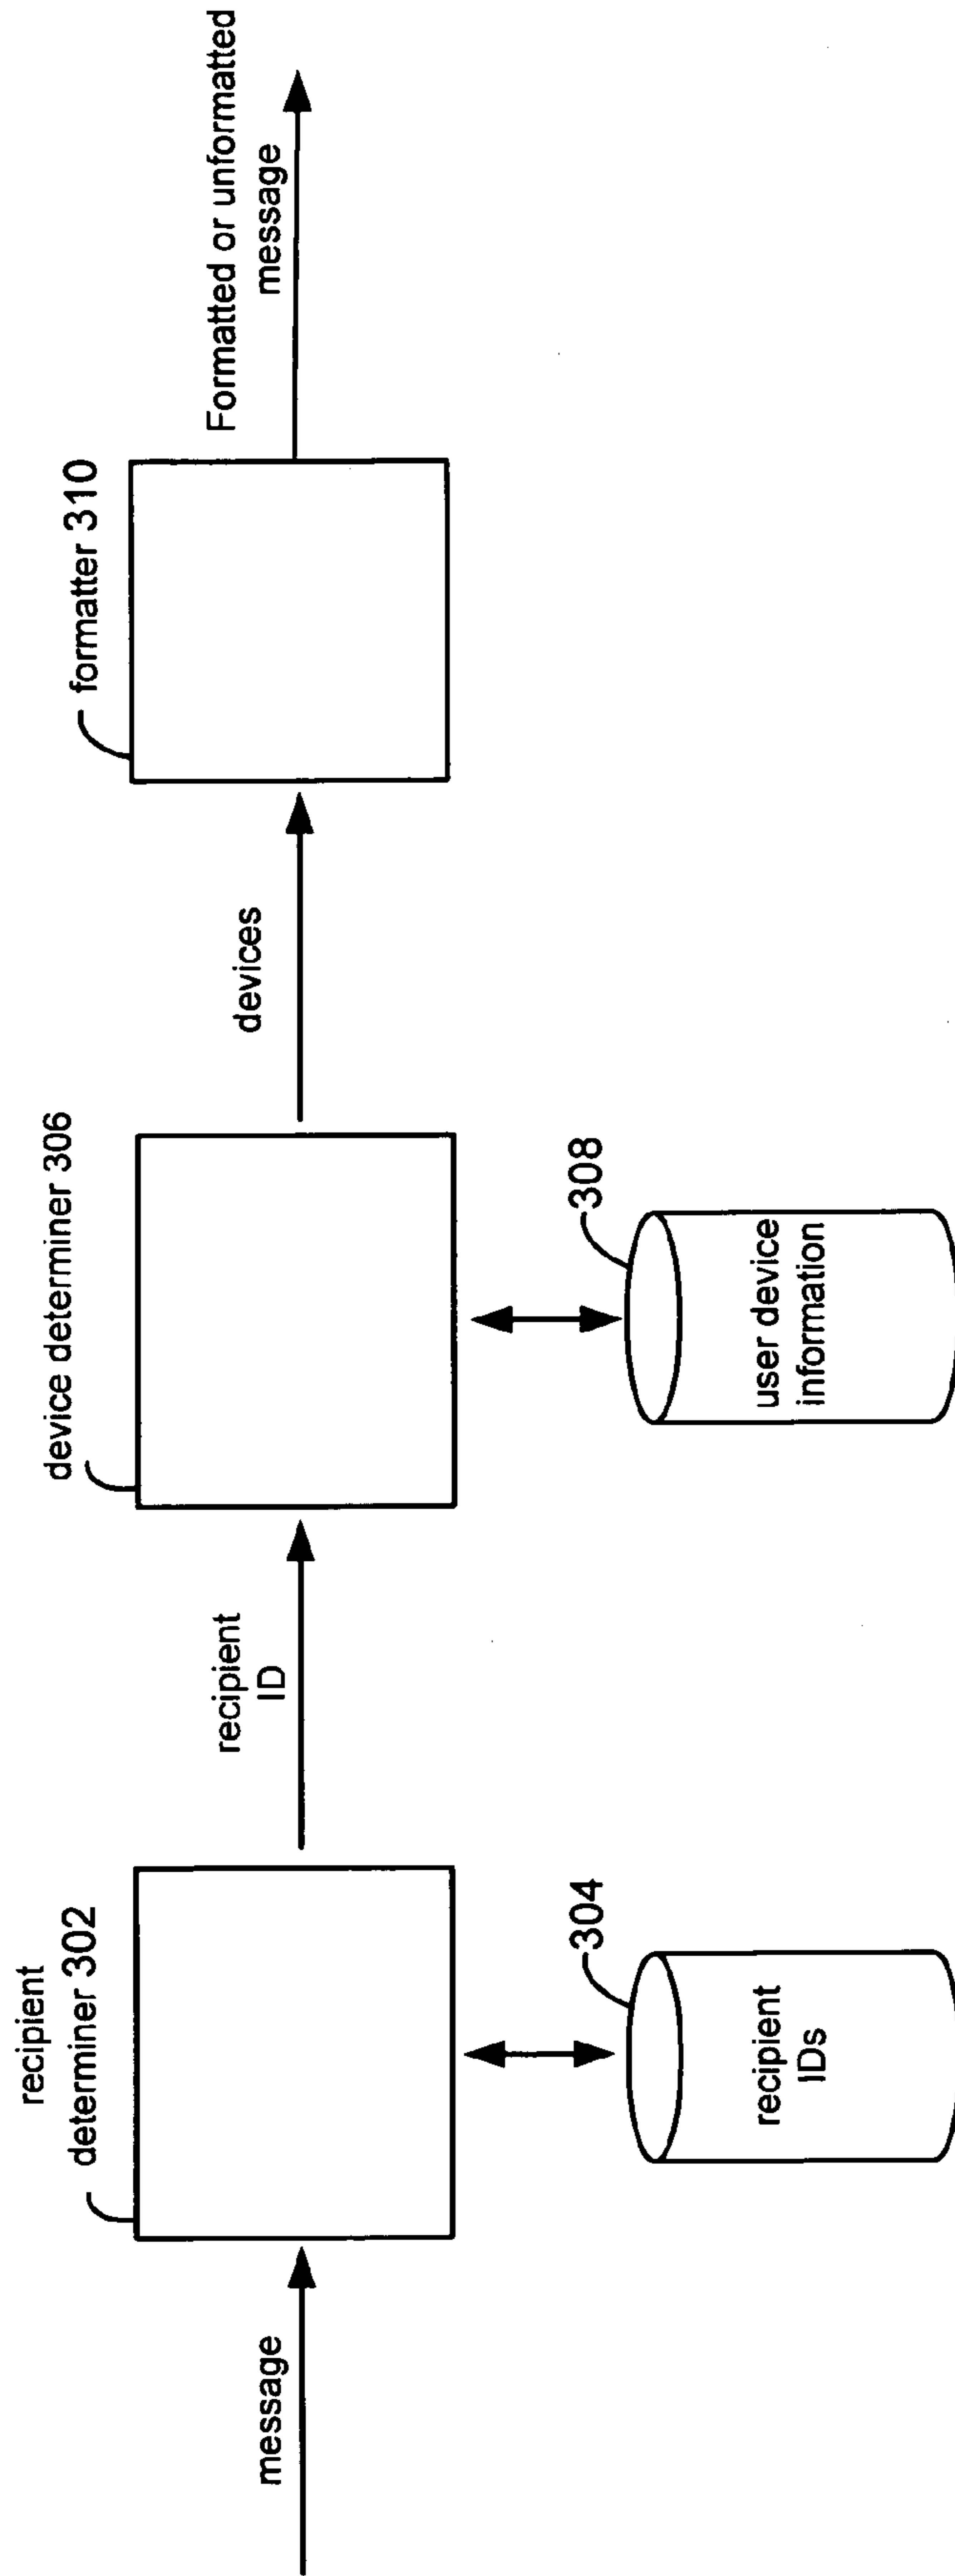 message
recipient
determiner 302
304
recipient
IDs
recipient
ID
device determiner 306
308
user device
information
devices
formatter 310
Formatted or unformatted
message